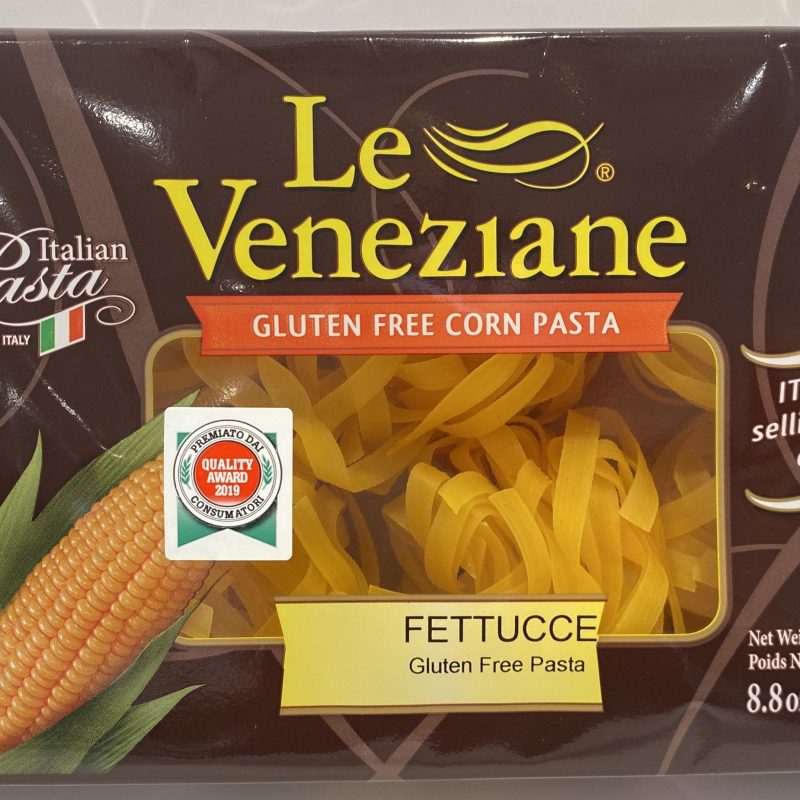 Le
Veneziane
®
Italian
Pasta
ITALY
GLUTEN FREE CORN PASTA
PREMIATO DAI
QUALITY
AWARD
2019
CONSUMATORI
FETTUCCE
Gluten Free Pasta
Net
Poids
8.8